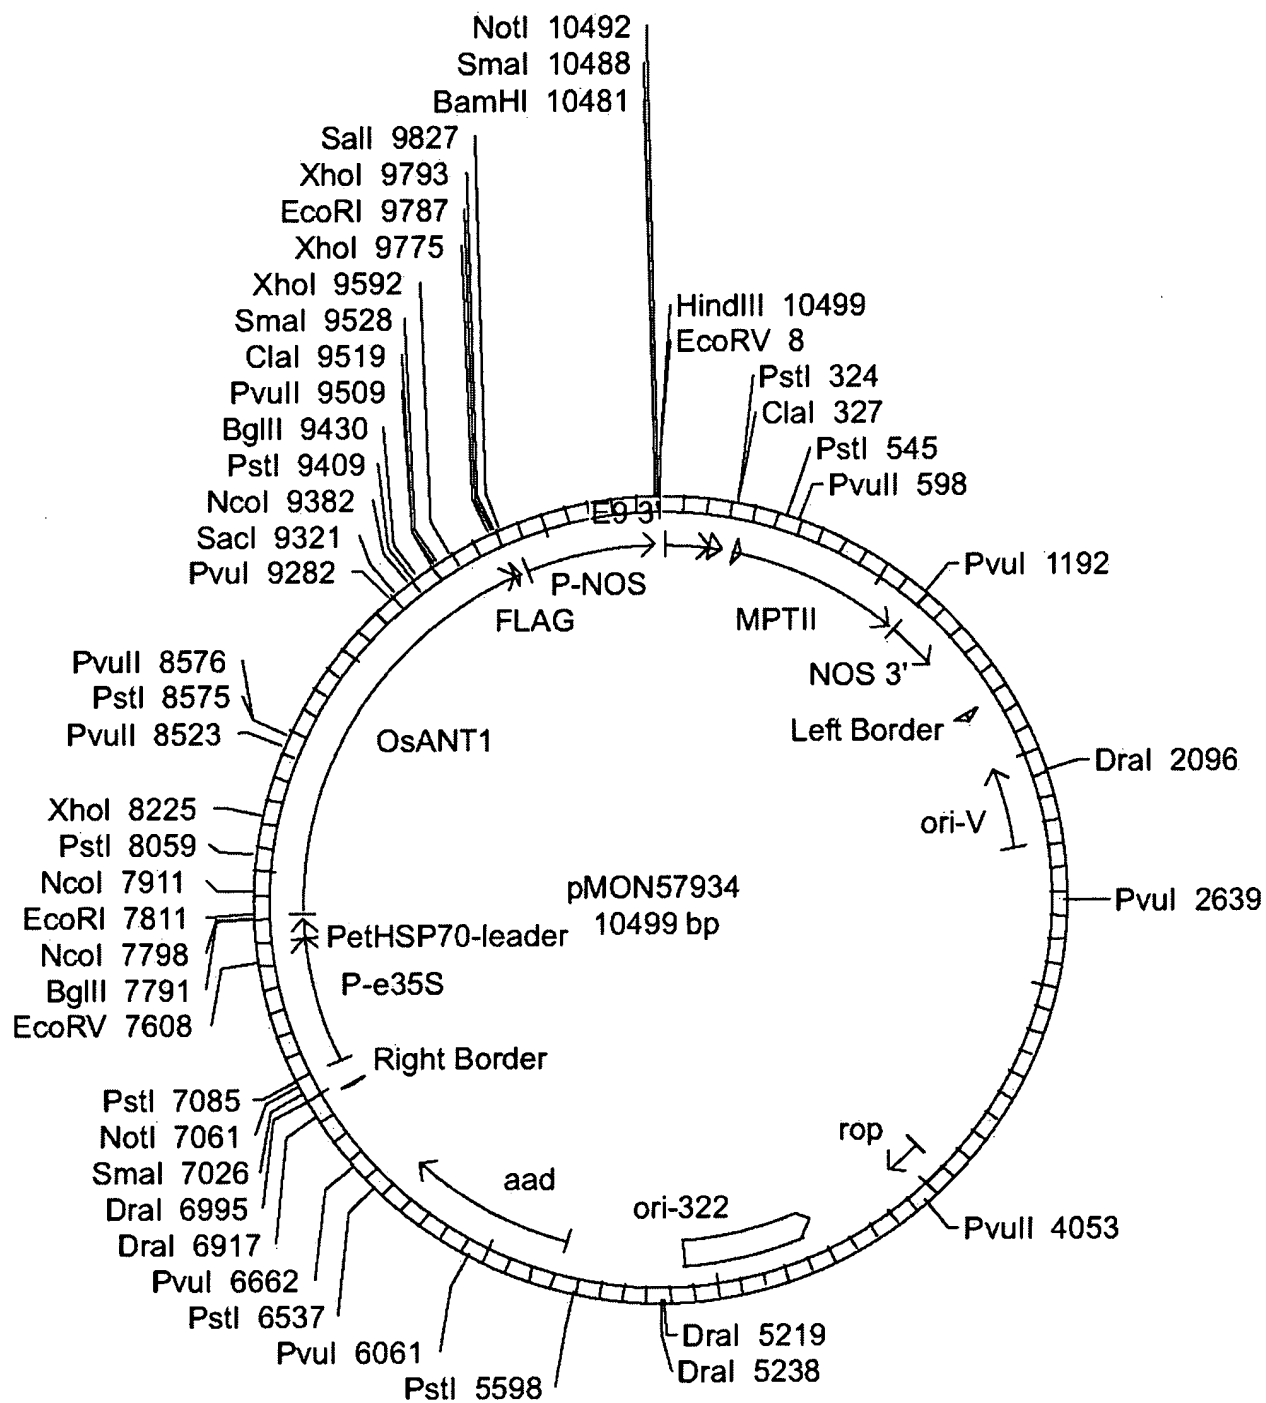 NotI 10492
SmaI 10488
BamHI 10481
SalI 9827
XhoI 9793
EcoRI 9787
XhoI 9775
XhoI 9592
SmaI 9528
ClaI 9519
PvuII 9509
BglII 9430
PstI 9409
NcoI 9382
SacI 9321
PvuI 9282
PvuII 8576
PstI 8575
PvuII 8523
XhoI 8225
PstI 8059
NcoI 7911
EcoRI 7811
NcoI 7798
BglII 7791
EcoRV 7608
PstI 7085
NotI 7061
SmaI 7026
DraI 6995
DraI 6917
PvuI 6662
PstI 6537
PvuI 6061
PstI 5598
HindIII 10499
EcoRV 8
PstI 324
ClaI 327
PstI 545
PvuII 598
PvuI 1192
DraI 2096
PvuI 2639
PvuII 4053
DraI 5219
DraI 5238
E9 3'
P-NOS
FLAG
MPTII
NOS 3'
Left Border
OsANT1
ori-V
pMON57934
10499 bp
PetHSP70-leader
P-e35S
Right Border
rop
aad
ori-322